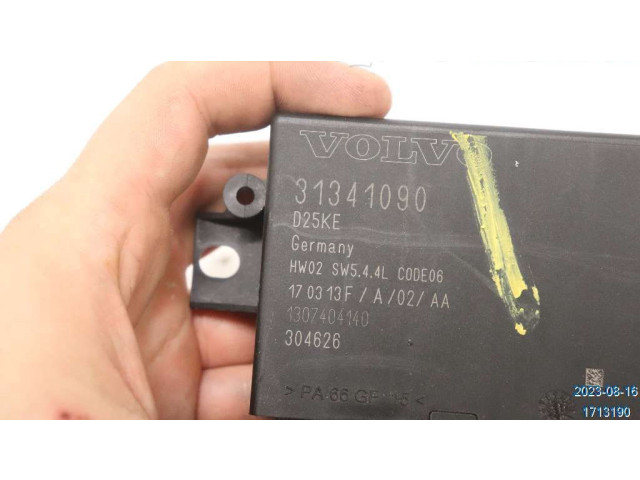 VOLVO
31341090
D25KE
Germany
HW02 SW5.4.4L CODE06
17 03 13F / A / 02 / AA
1307404140
304626
> PA 66 GF 15 <
2023-08-16
1713190